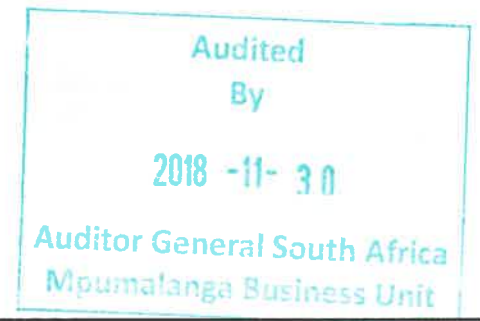 Audited
By
2018 -11- 30
Auditor General South Africa
Mpumalanga Business Unit